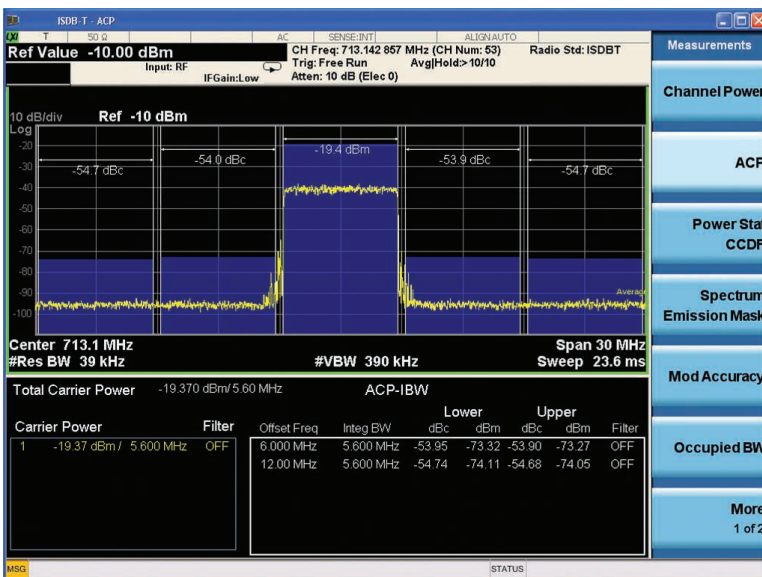 ISDB-T - ACP
T 50 Ω AC SENSE:INT ALIGNAUTO
Ref Value -10.00 dBm
Input: RF
IFGain:Low
CH Freq: 713.142 857 MHz (CH Num: 53)
Trig: Free Run Avg|Hold:> 10/10
Atten: 10 dB (Elec 0)
Radio Std: ISDBT
10 dB/div Ref -10 dBm
Log
-20
-30
-40
-50
-60
-70
-80
-90
-100
-54.7 dBc
-54.0 dBc
-19.4 dBm
-53.9 dBc
-54.7 dBc
Average
Center 713.1 MHz Span 30 MHz
#Res BW 39 kHz #VBW 390 kHz Sweep 23.6 ms
Total Carrier Power -19.370 dBm/ 5.60 MHz ACP-IBW
Carrier Power Filter
1 -19.37 dBm / 5.600 MHz OFF
Lower Upper
Offset Freq Integ BW dBc dBm dBc dBm Filter
6.000 MHz 5.600 MHz -53.95 -73.32 -53.90 -73.27 OFF
12.00 MHz 5.600 MHz -54.74 -74.11 -54.68 -74.05 OFF
MSG STATUS
Measurements
Channel Power
ACP
Power Stat
CCDF
Spectrum
Emission Mask
Mod Accuracy
Occupied BW
More
1 of 2